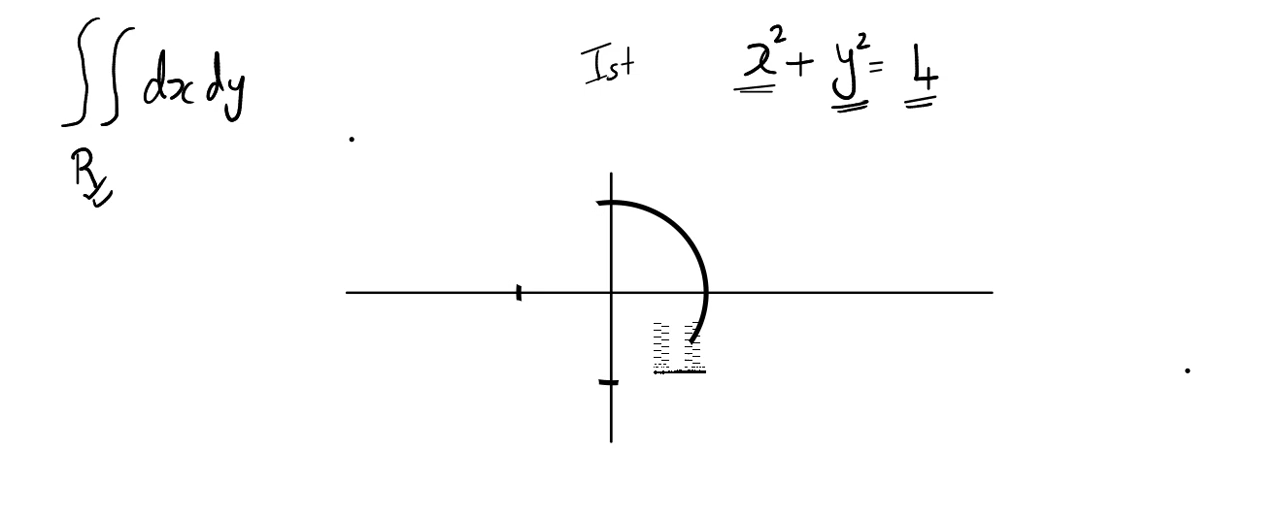 ∬ dx dy
R
Ist
x² + y² = 4